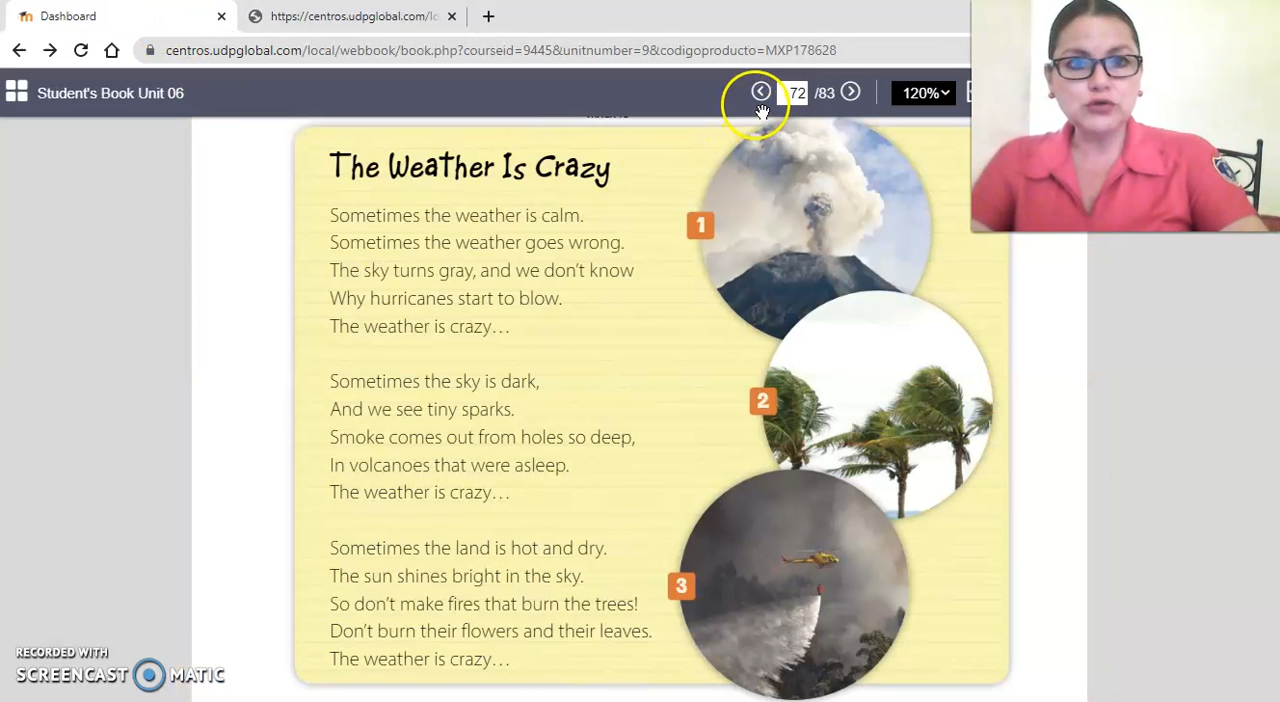 Dashboard
https://centros.udpglobal.com/lo
centros.udpglobal.com/local/webbook/book.php?courseid=9445&unitnumber=9&codigoproducto=MXP178628
Student's Book Unit 06
72 /83
120%
The Weather Is Crazy
Sometimes the weather is calm.
Sometimes the weather goes wrong.
The sky turns gray, and we don't know
Why hurricanes start to blow.
The weather is crazy…
Sometimes the sky is dark,
And we see tiny sparks.
Smoke comes out from holes so deep,
In volcanoes that were asleep.
The weather is crazy…
Sometimes the land is hot and dry.
The sun shines bright in the sky.
So don't make fires that burn the trees!
Don't burn their flowers and their leaves.
The weather is crazy…
1
2
3
RECORDED WITH
SCREENCAST MATIC